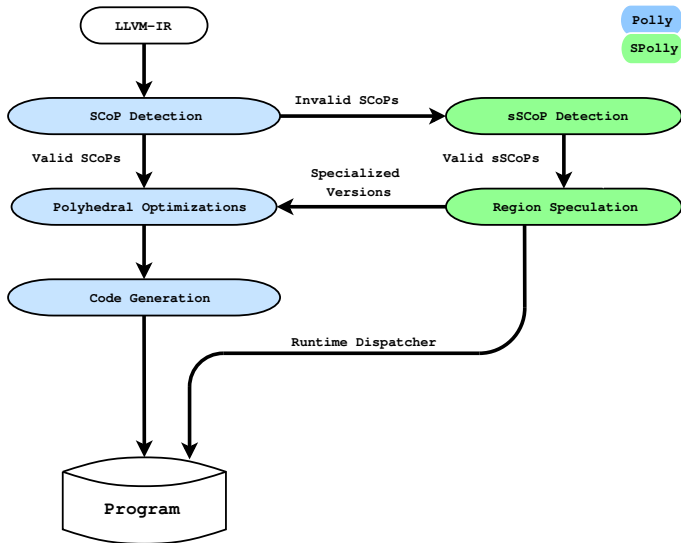 LLVM-IR
Polly
SPolly
Invalid SCoPs
SCoP Detection
sSCoP Detection
Valid SCoPs
Valid sSCoPs
Specialized
Versions
Polyhedral Optimizations
Region Speculation
Code Generation
Runtime Dispatcher
Program